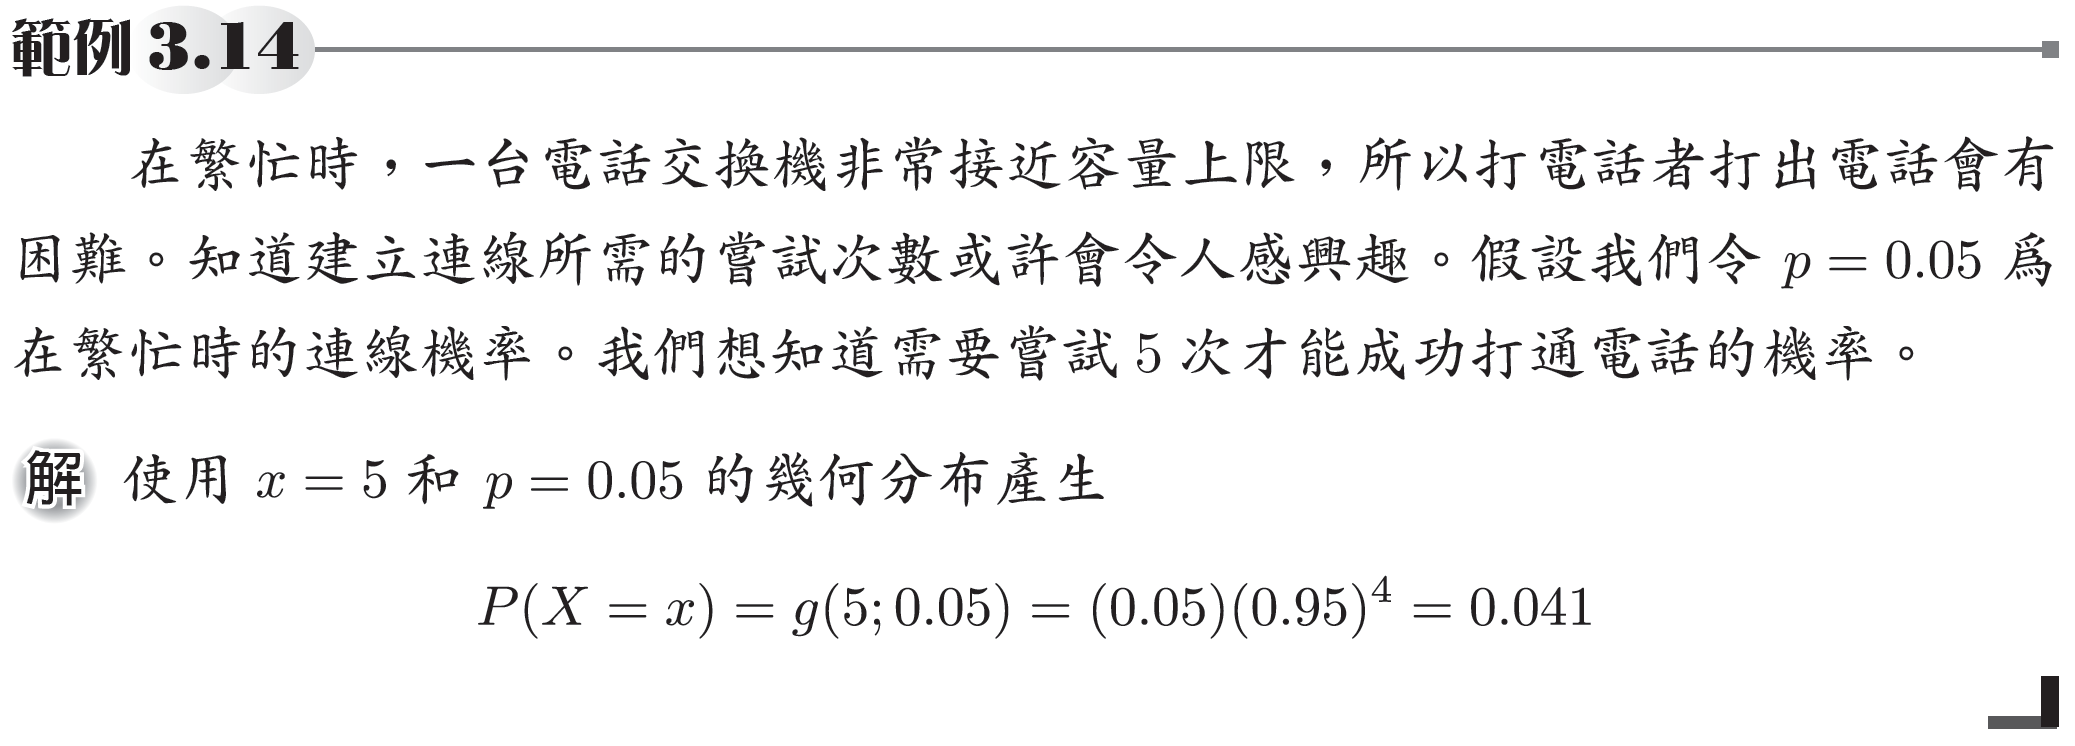 範例 3.14
在繁忙時，一台電話交換機非常接近容量上限，所以打電話者打出電話會有
困難。知道建立連線所需的嘗試次數或許會令人感興趣。假設我們令 p = 0.05 爲
在繁忙時的連線機率。我們想知道需要嘗試 5 次才能成功打通電話的機率。
解 使用 x = 5 和 p = 0.05 的幾何分布產生
P(X = x) = g(5; 0.05) = (0.05)(0.95)⁴ = 0.041